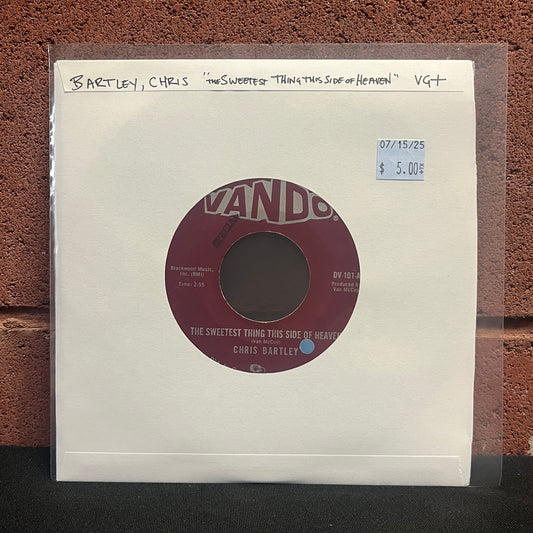 BARTLEY, CHRIS "THE SWEETEST THING THIS SIDE OF HEAVEN" VG+
07/15/25
$ 5.00
VANDO.
Blackwood Music,
Inc. (BMI)
Time: 2:55
DV-101-A
Produced by
Van McCoy
THE SWEETEST THING THIS SIDE OF HEAVEN
(Van McCoy)
CHRIS BARTLEY